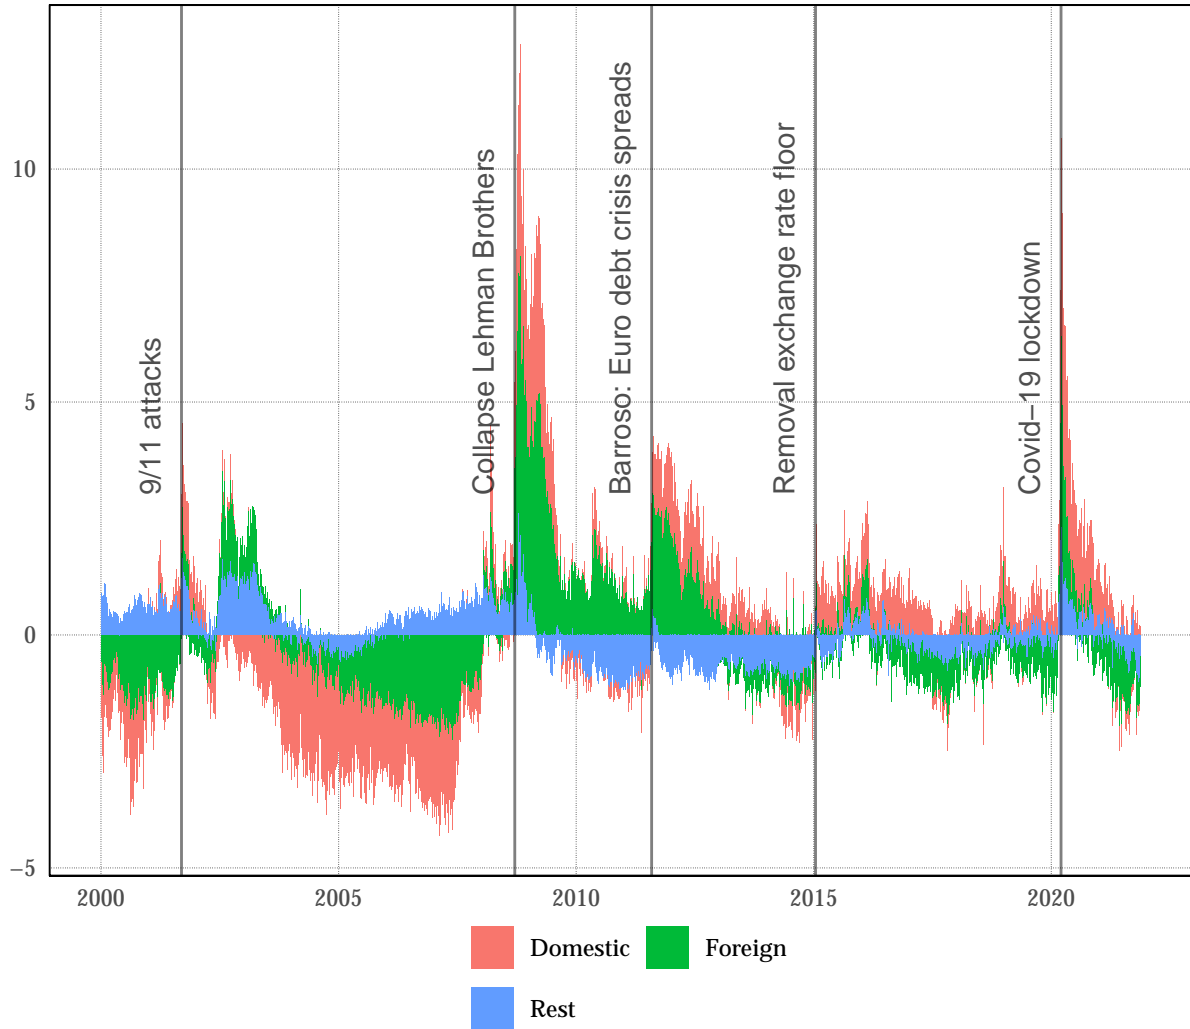 10
5
0
−5
9/11 attacks
Collapse Lehman Brothers
Barroso: Euro debt crisis spreads
Removal exchange rate floor
Covid−19 lockdown
2000 2005 2010 2015 2020
Domestic Foreign
Rest